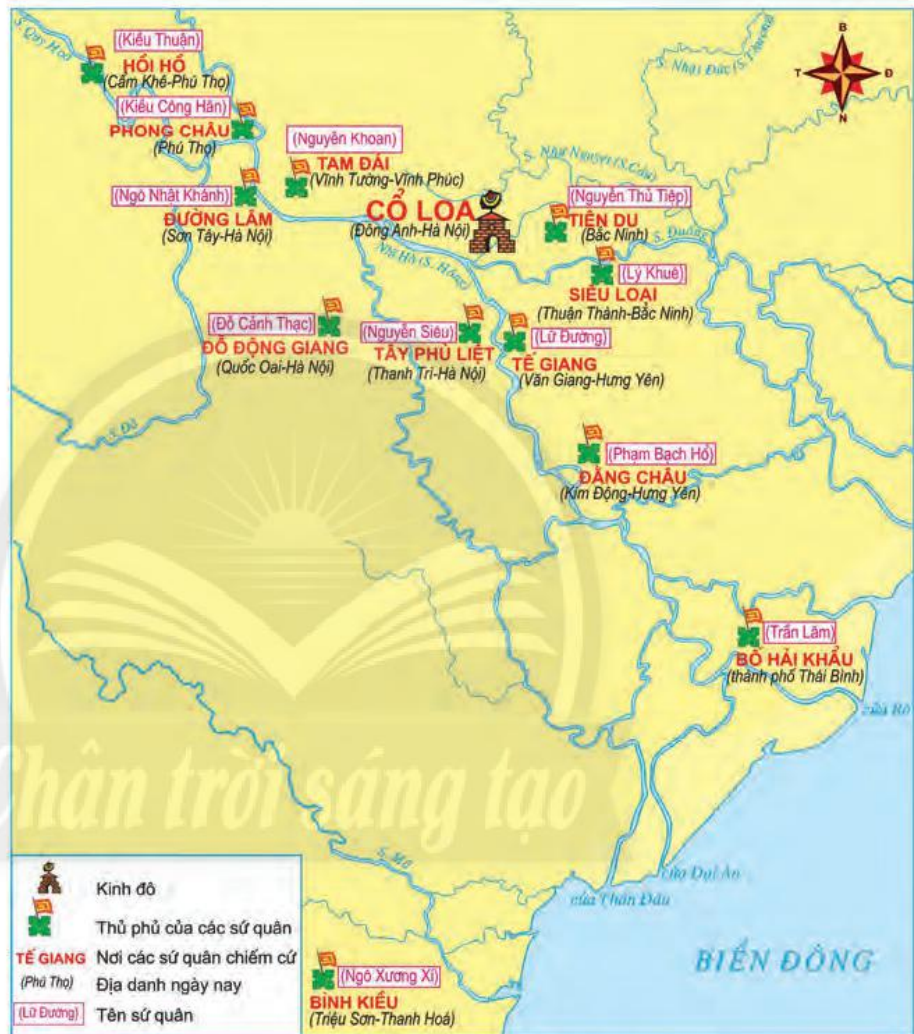 S. Quy Hoá
(Kiều Thuận)
HỒI HỒ
(Cẩm Khê-Phú Thọ)
(Kiều Công Hãn)
PHONG CHÂU
(Phú Thọ)
(Nguyễn Khoan)
TAM ĐÁI
(Vĩnh Tường-Vĩnh Phúc)
(Ngô Nhật Khánh)
ĐƯỜNG LÂM
(Sơn Tây-Hà Nội)
CỔ LOA
(Đông Anh-Hà Nội)
(Nguyễn Thủ Tiệp)
TIÊN DU
(Bắc Ninh)
S. Nhật Đức (S. Thương)
S. Như Nguyệt (S. Cầu)
S. Đuống
Nhị Hà (S. Hồng)
(Lý Khuê)
SIÊU LOẠI
(Thuận Thành-Bắc Ninh)
(Đỗ Cảnh Thạc)
ĐỖ ĐỘNG GIANG
(Quốc Oai-Hà Nội)
(Nguyễn Siêu)
TÂY PHÙ LIỆT
(Thanh Trì-Hà Nội)
(Lữ Đường)
TẾ GIANG
(Văn Giang-Hưng Yên)
S. Đà
(Phạm Bạch Hổ)
ĐẰNG CHÂU
(Kim Động-Hưng Yên)
(Trần Lãm)
BỐ HẢI KHẨU
(thành phố Thái Bình)
Chân trời sáng tạo
S. Mã
cửa Đại An
cửa Thần Đầu
BIỂN ĐÔNG
(Ngô Xương Xí)
BÌNH KIỀU
(Triệu Sơn-Thanh Hoá)
B
T
Đ
N
Kinh đô
Thủ phủ của các sứ quân
TẾ GIANG Nơi các sứ quân chiếm cứ
(Phú Thọ) Địa danh ngày nay
(Lữ Đường) Tên sứ quân